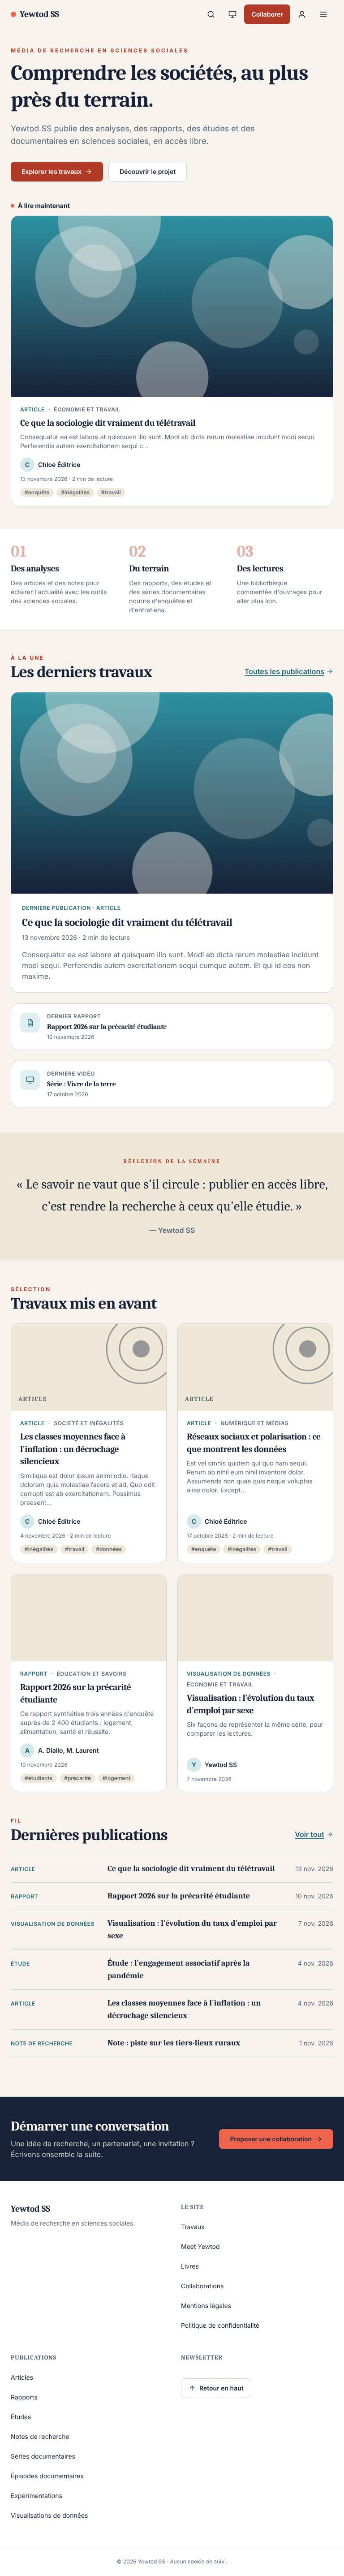 Yewtod SS
Collaborer
MÉDIA DE RECHERCHE EN SCIENCES SOCIALES
Comprendre les sociétés, au plus
près du terrain.
Yewtod SS publie des analyses, des rapports, des études et des
documentaires en sciences sociales, en accès libre.
Explorer les travaux →
Découvrir le projet
À lire maintenant
ARTICLE · ÉCONOMIE ET TRAVAIL
Ce que la sociologie dit vraiment du télétravail
Consequatur ea est labore at quisquam illo sunt. Modi ab dicta rerum molestiae incidunt modi sequi.
Perferendis autem exercitationem sequi c...
C Chloé Éditrice
13 novembre 2026 · 2 min de lecture
#enquête #inégalités #travail
01
Des analyses
Des articles et des notes pour
éclairer l'actualité avec les outils
des sciences sociales.
02
Du terrain
Des rapports, des études et
des séries documentaires
nourris d'enquêtes et
d'entretiens.
03
Des lectures
Une bibliothèque
commentée d'ouvrages pour
aller plus loin.
À LA UNE
Les derniers travaux
Toutes les publications →
DERNIÈRE PUBLICATION · ARTICLE
Ce que la sociologie dit vraiment du télétravail
13 novembre 2026 · 2 min de lecture
Consequatur ea est labore at quisquam illo sunt. Modi ab dicta rerum molestiae incidunt
modi sequi. Perferendis autem exercitationem sequi cumque autem. Et qui id eos non
maxime.
DERNIER RAPPORT
Rapport 2026 sur la précarité étudiante
10 novembre 2026
DERNIÈRE VIDÉO
Série : Vivre de la terre
17 octobre 2026
RÉFLEXION DE LA SEMAINE
« Le savoir ne vaut que s'il circule : publier en accès libre,
c'est rendre la recherche à ceux qu'elle étudie. »
— Yewtod SS
SÉLECTION
Travaux mis en avant
ARTICLE
ARTICLE · SOCIÉTÉ ET INÉGALITÉS
Les classes moyennes face à
l'inflation : un décrochage
silencieux
Similique est dolor ipsum animi odio. Itaque
dolorem quia molestiae facere et ad. Quo odit
corrupti est ab exercitationem. Possimus
praesent...
C Chloé Éditrice
4 novembre 2026 · 2 min de lecture
#inégalités #travail #données
ARTICLE
ARTICLE · NUMÉRIQUE ET MÉDIAS
Réseaux sociaux et polarisation : ce
que montrent les données
Est vel omnis quidem qui quo nam sequi.
Rerum ab nihil eum nihil inventore dolor.
Assumenda non quae quis neque voluptas
alias dolor. Except...
C Chloé Éditrice
17 octobre 2026 · 2 min de lecture
#enquête #inégalités #travail
RAPPORT · ÉDUCATION ET SAVOIRS
Rapport 2026 sur la précarité
étudiante
Ce rapport synthétise trois années d'enquête
auprès de 2 400 étudiants : logement,
alimentation, santé et réussite.
A A. Diallo, M. Laurent
10 novembre 2026
#étudiants #précarité #logement
VISUALISATION DE DONNÉES ·
ÉCONOMIE ET TRAVAIL
Visualisation : l'évolution du taux
d'emploi par sexe
Six façons de représenter la même série, pour
comparer les lectures.
Y Yewtod SS
7 novembre 2026
FIL
Dernières publications
Voir tout →
ARTICLE Ce que la sociologie dit vraiment du télétravail 13 nov. 2026
RAPPORT Rapport 2026 sur la précarité étudiante 10 nov. 2026
VISUALISATION DE DONNÉES Visualisation : l'évolution du taux d'emploi par 7 nov. 2026
sexe
ÉTUDE Étude : l'engagement associatif après la 4 nov. 2026
pandémie
ARTICLE Les classes moyennes face à l'inflation : un 4 nov. 2026
décrochage silencieux
NOTE DE RECHERCHE Note : piste sur les tiers-lieux ruraux 1 nov. 2026
Démarrer une conversation
Une idée de recherche, un partenariat, une invitation ?
Écrivons ensemble la suite.
Proposer une collaboration →
Yewtod SS
Média de recherche en sciences sociales.
LE SITE
Travaux
Meet Yewtod
Livres
Collaborations
Mentions légales
Politique de confidentialité
PUBLICATIONS
Articles
Rapports
Études
Notes de recherche
Séries documentaires
Épisodes documentaires
Expérimentations
Visualisations de données
NEWSLETTER
↑ Retour en haut
© 2026 Yewtod SS · Aucun cookie de suivi.